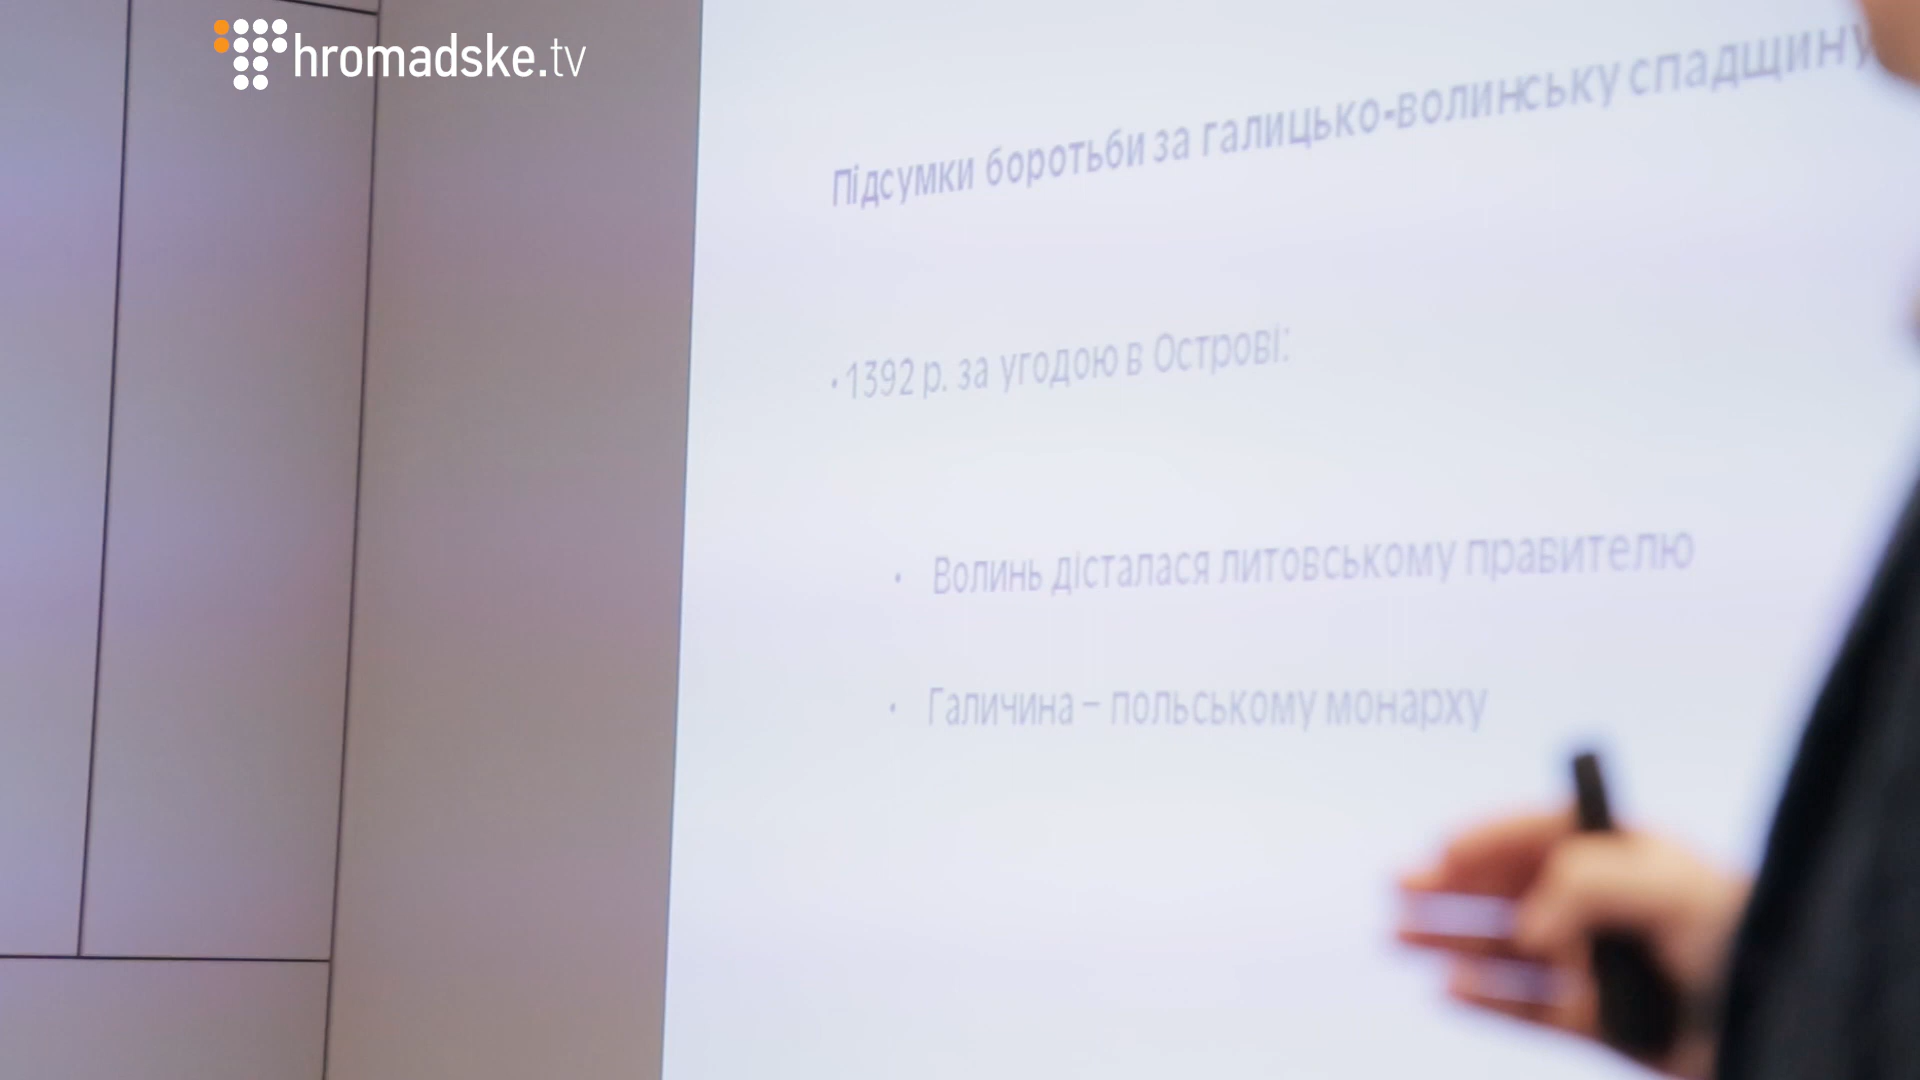 hromadske.tv
Підсумки боротьби за галицько-волинську спадщину
• 1392 р. за угодою в Острові:
• Волинь дісталася литовському правителю
• Галичина – польському монарху